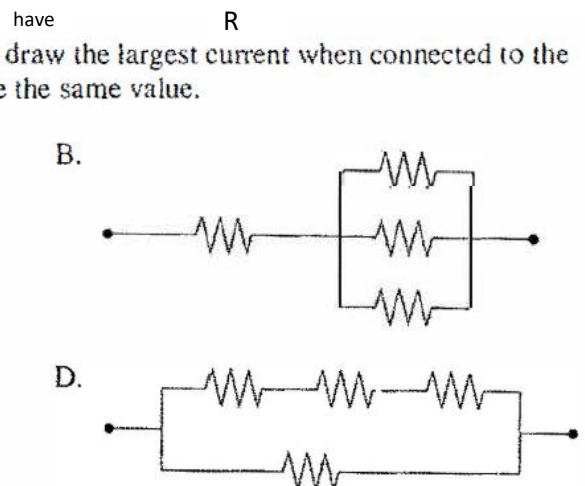 have R
draw the largest current when connected to the
e the same value.
B.
D.